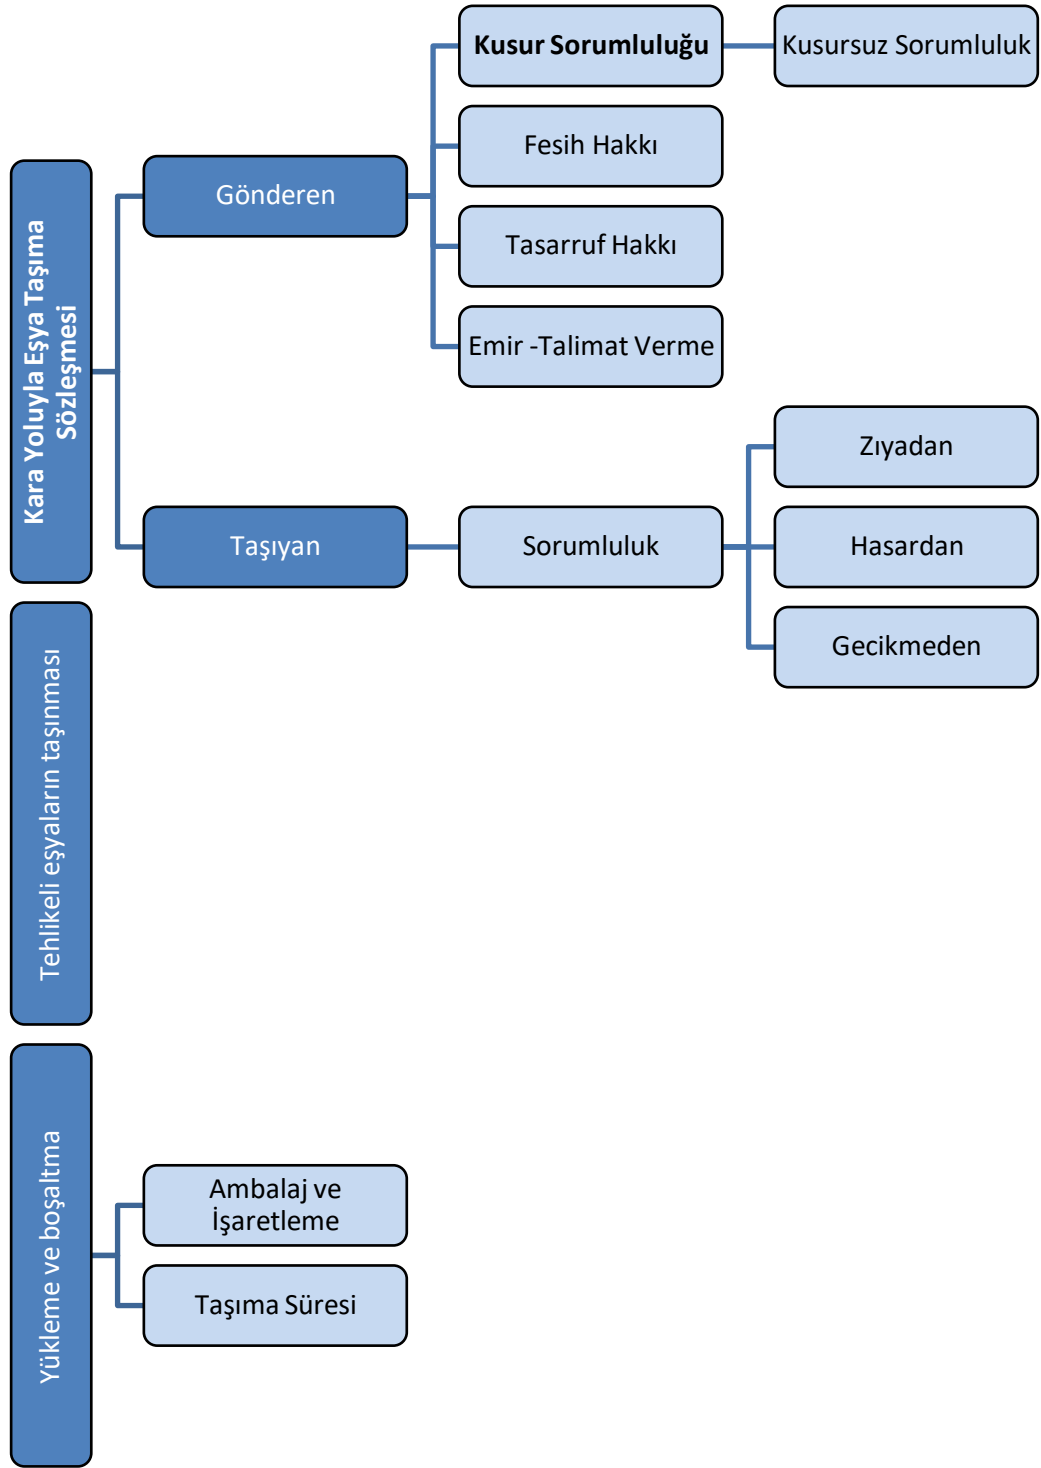 Kara Yoluyla Eşya Taşıma
Sözleşmesi
Gönderen
Kusur Sorumluluğu
Kusursuz Sorumluluk
Fesih Hakkı
Tasarruf Hakkı
Emir -Talimat Verme
Taşıyan
Sorumluluk
Zıyadan
Hasardan
Gecikmeden
Tehlikeli eşyaların taşınması
Yükleme ve boşaltma
Ambalaj ve
İşaretleme
Taşıma Süresi